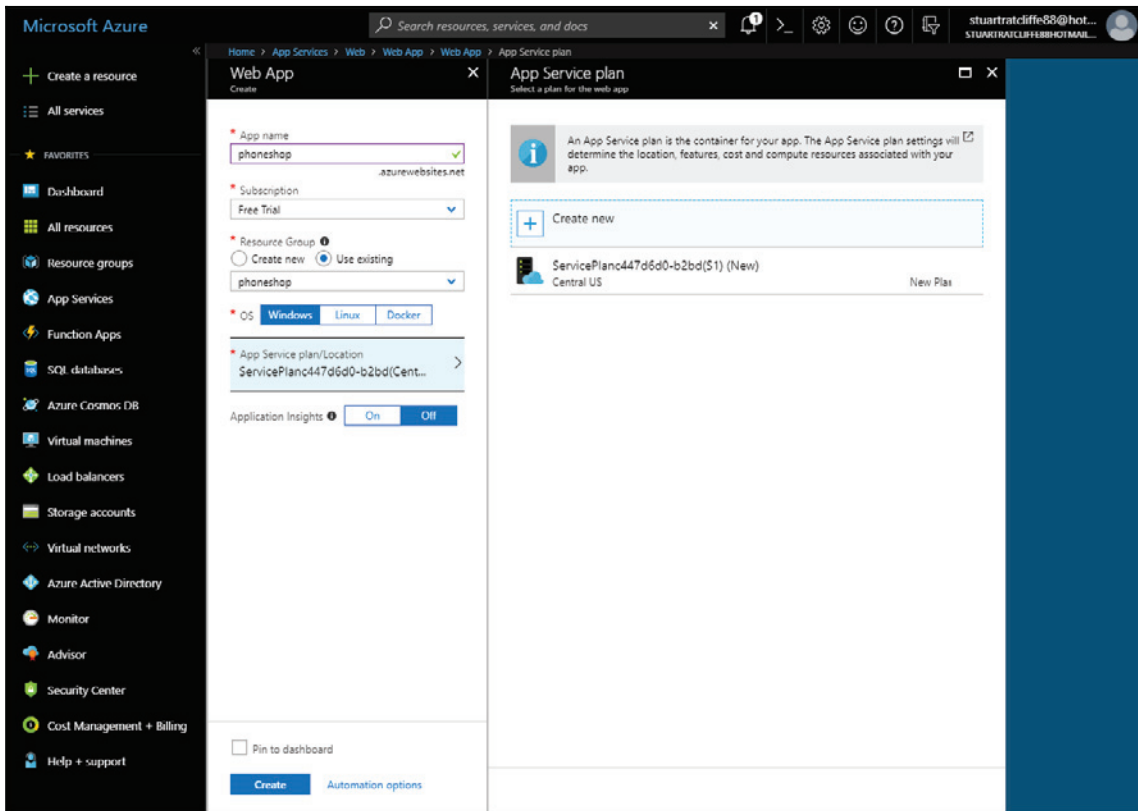 Microsoft Azure
Search resources, services, and docs
1
stuartratcliffe88@hot...
STUARTRATCLIFFE88HOTMAIL...
Home > App Services > Web > Web App > Web App > App Service plan
Create a resource
All services
FAVORITES
Dashboard
All resources
Resource groups
App Services
Function Apps
SQL databases
Azure Cosmos DB
Virtual machines
Load balancers
Storage accounts
Virtual networks
Azure Active Directory
Monitor
Advisor
Security Center
Cost Management + Billing
Help + support
Web App
Create
* App name
phoneshop
.azurewebsites.net
* Subscription
Free Trial
* Resource Group
Create new Use existing
phoneshop
* OS Windows Linux Docker
* App Service plan/Location
ServicePlanc447d6d0-b2bd(Cent...
Application Insights On Off
Pin to dashboard
Create Automation options
App Service plan
Select a plan for the web app
An App Service plan is the container for your app. The App Service plan settings will
determine the location, features, cost and compute resources associated with your
app.
Create new
ServicePlanc447d6d0-b2bd(S1) (New)
Central US New Plan